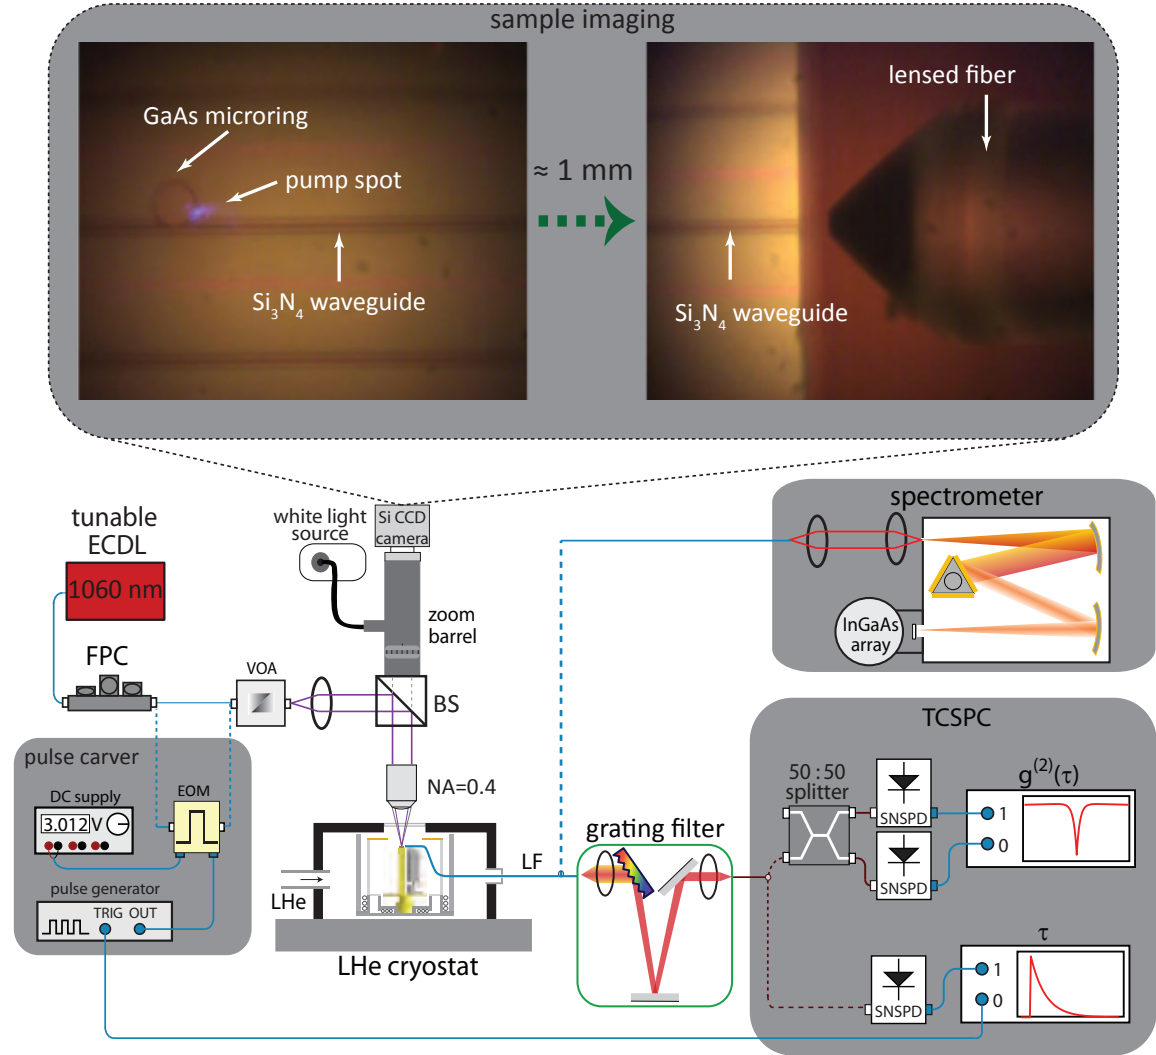 sample imaging
GaAs microring
pump spot
Si₃N₄ waveguide
≈ 1 mm
lensed fiber
Si₃N₄ waveguide
tunable
ECDL
1060 nm
FPC
VOA
white light
source
Si CCD
camera
zoom
barrel
BS
NA=0.4
pulse carver
DC supply
3.012 V
EOM
pulse generator
TRIG OUT
LHe
LF
LHe cryostat
grating filter
spectrometer
InGaAs
array
TCSPC
50 : 50
splitter
SNSPD
SNSPD
g⁽²⁾(τ)
1
0
SNSPD
τ
1
0